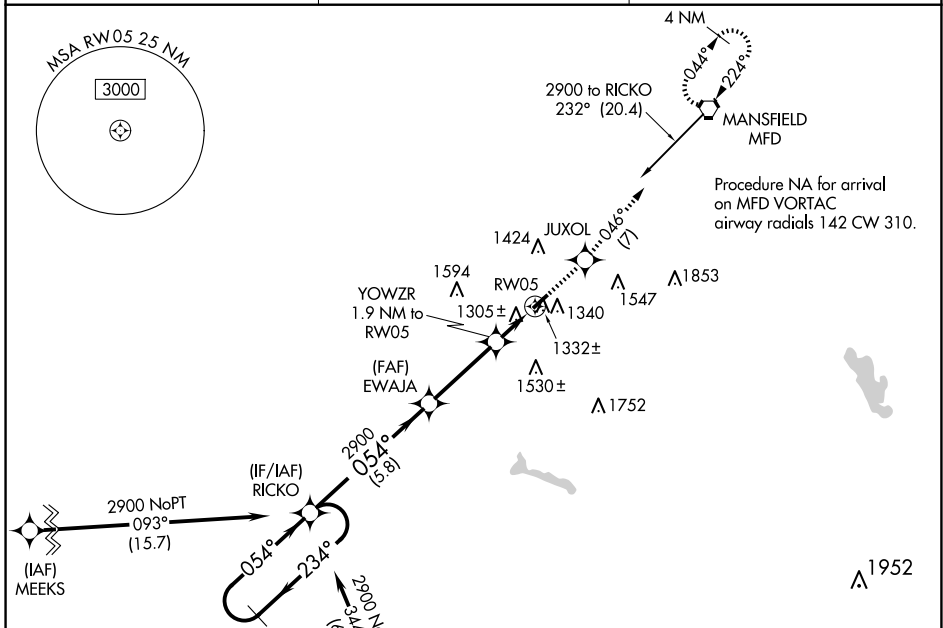 MSA RW05 25 NM
3000
4 NM
044°
224°
2900 to RICKO
232° (20.4)
MANSFIELD
MFD
Procedure NA for arrival
on MFD VORTAC
airway radials 142 CW 310.
046°
(7)
JUXOL
1424
1594
RW05
1547
1853
YOWZR
1.9 NM to
RW05
1305±
1340
1332±
(FAF)
EWAJA
1530±
1752
2900
054°
(5.8)
(IF/IAF)
RICKO
2900 NoPT
093°
(15.7)
(IAF)
MEEKS
054°
234°
2900
1952